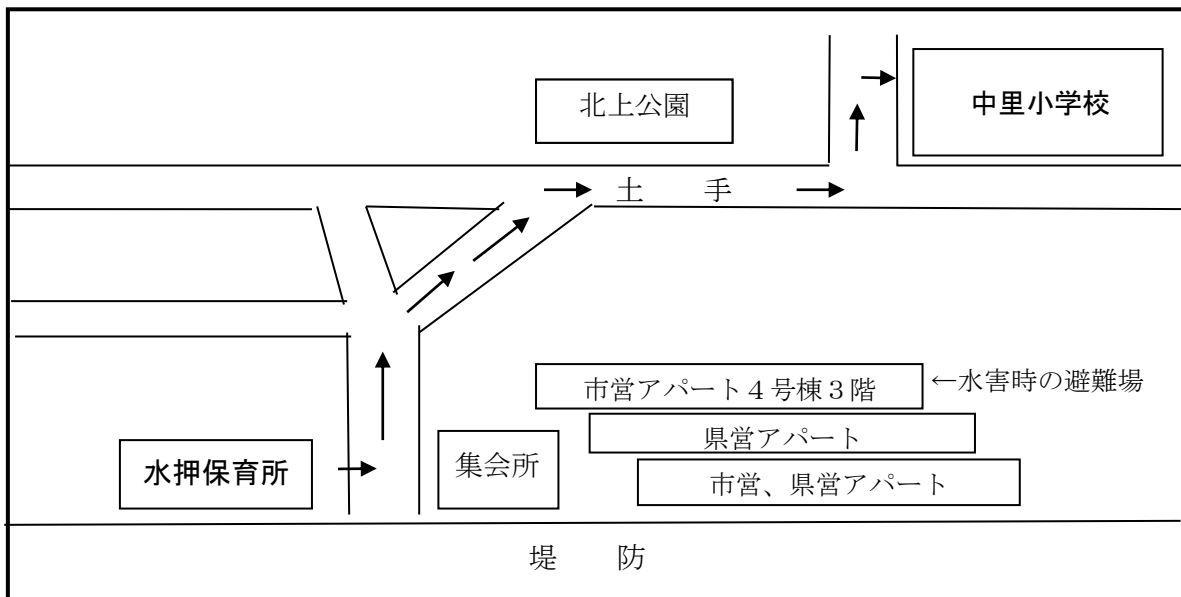 北上公園
中里小学校
土　手
市営アパート４号棟３階
←水害時の避難場
県営アパート
水押保育所
集会所
市営、県営アパート
堤　防